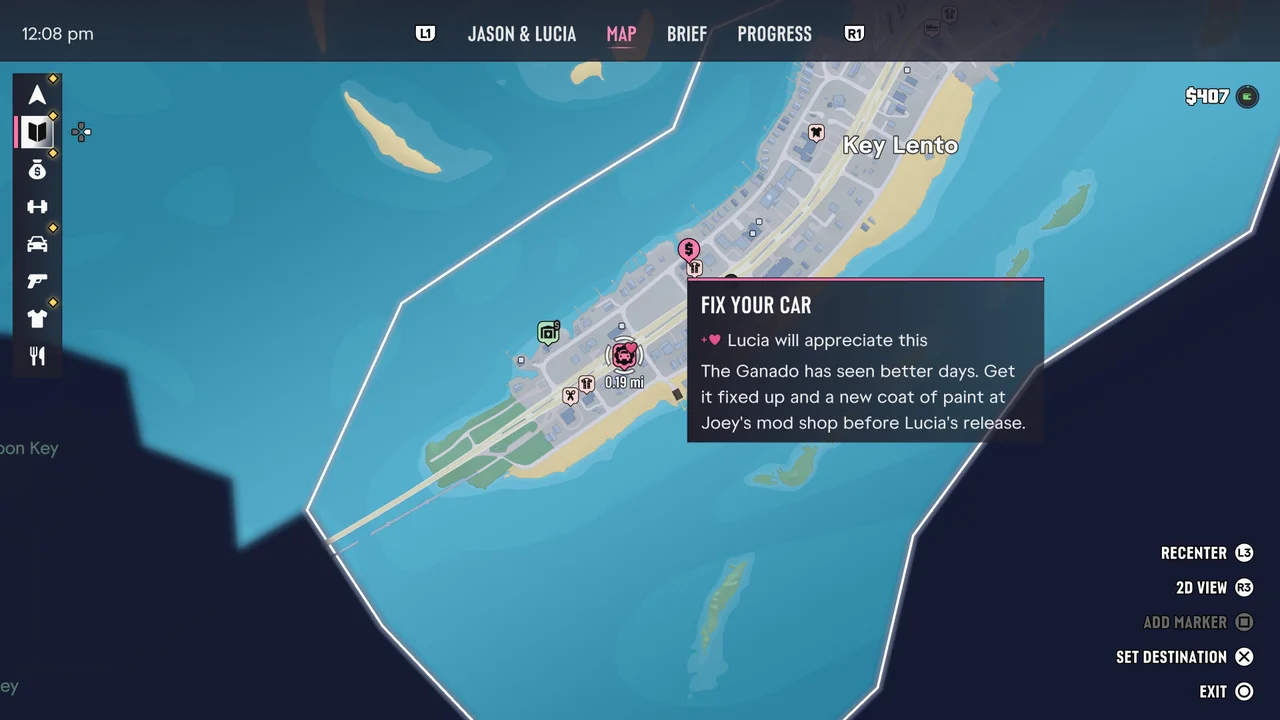 12:08 pm
L1 JASON & LUCIA MAP BRIEF PROGRESS R1
$407
Key Lento
$
FIX YOUR CAR
+ Lucia will appreciate this
The Ganado has seen better days. Get
it fixed up and a new coat of paint at
Joey's mod shop before Lucia's release.
0.19 mi
oon Key
RECENTER L3
2D VIEW R3
ADD MARKER
SET DESTINATION
EXIT
ey